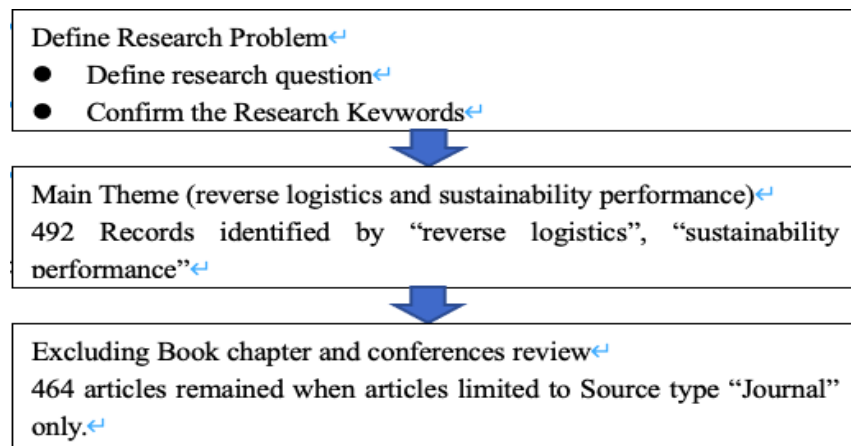 Define Research Problem↵
● Define research question↵
● Confirm the Research Keywords↵
Main Theme (reverse logistics and sustainability performance)↵
492 Records identified by “reverse logistics”, “sustainability
performance”↵
Excluding Book chapter and conferences review↵
464 articles remained when articles limited to Source type “Journal”
only.↵